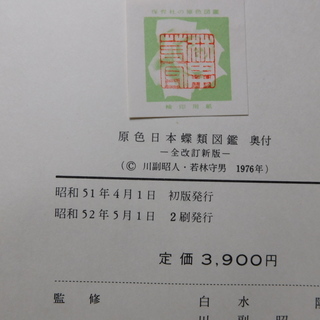 原色日本蝶類図鑑 奥付
―全改訂新版―
(© 川副昭人・若林守男 1976年)
昭和51年4月1日 初版発行
昭和52年5月1日 2刷発行
定価 3,900円
監修 白水
川副昭